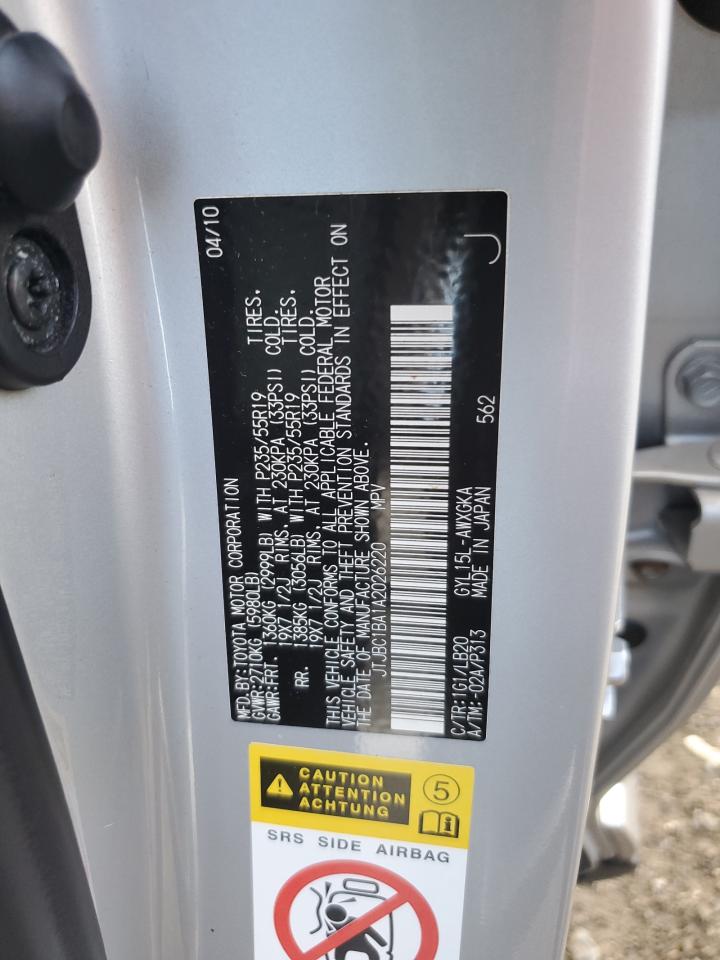 MFD.BY:TOYOTA MOTOR CORPORATION 04/10
GVWR:2710KG (5980LB)
GAWR:FRT. 1360KG (2999LB) WITH P235/55R19 TIRES.
19X7 1/2J RIMS. AT 230KPA (33PSI) COLD.
RR. 1385KG (3056LB) WITH P235/55R19 TIRES.
19X7 1/2J RIMS. AT 230KPA (33PSI) COLD.
THIS VEHICLE CONFORMS TO ALL APPLICABLE FEDERAL MOTOR
VEHICLE SAFETY AND THEFT PREVENTION STANDARDS IN EFFECT ON
THE DATE OF MANUFACTURE SHOWN ABOVE.
JTJBC1BA1A2026220 MPV
C/TR:1G1/LB20 GYL15L-AWXGKA
A/TM:-02A/P313 MADE IN JAPAN 562 J
CAUTION
ATTENTION
ACHTUNG
5
SRS SIDE AIRBAG